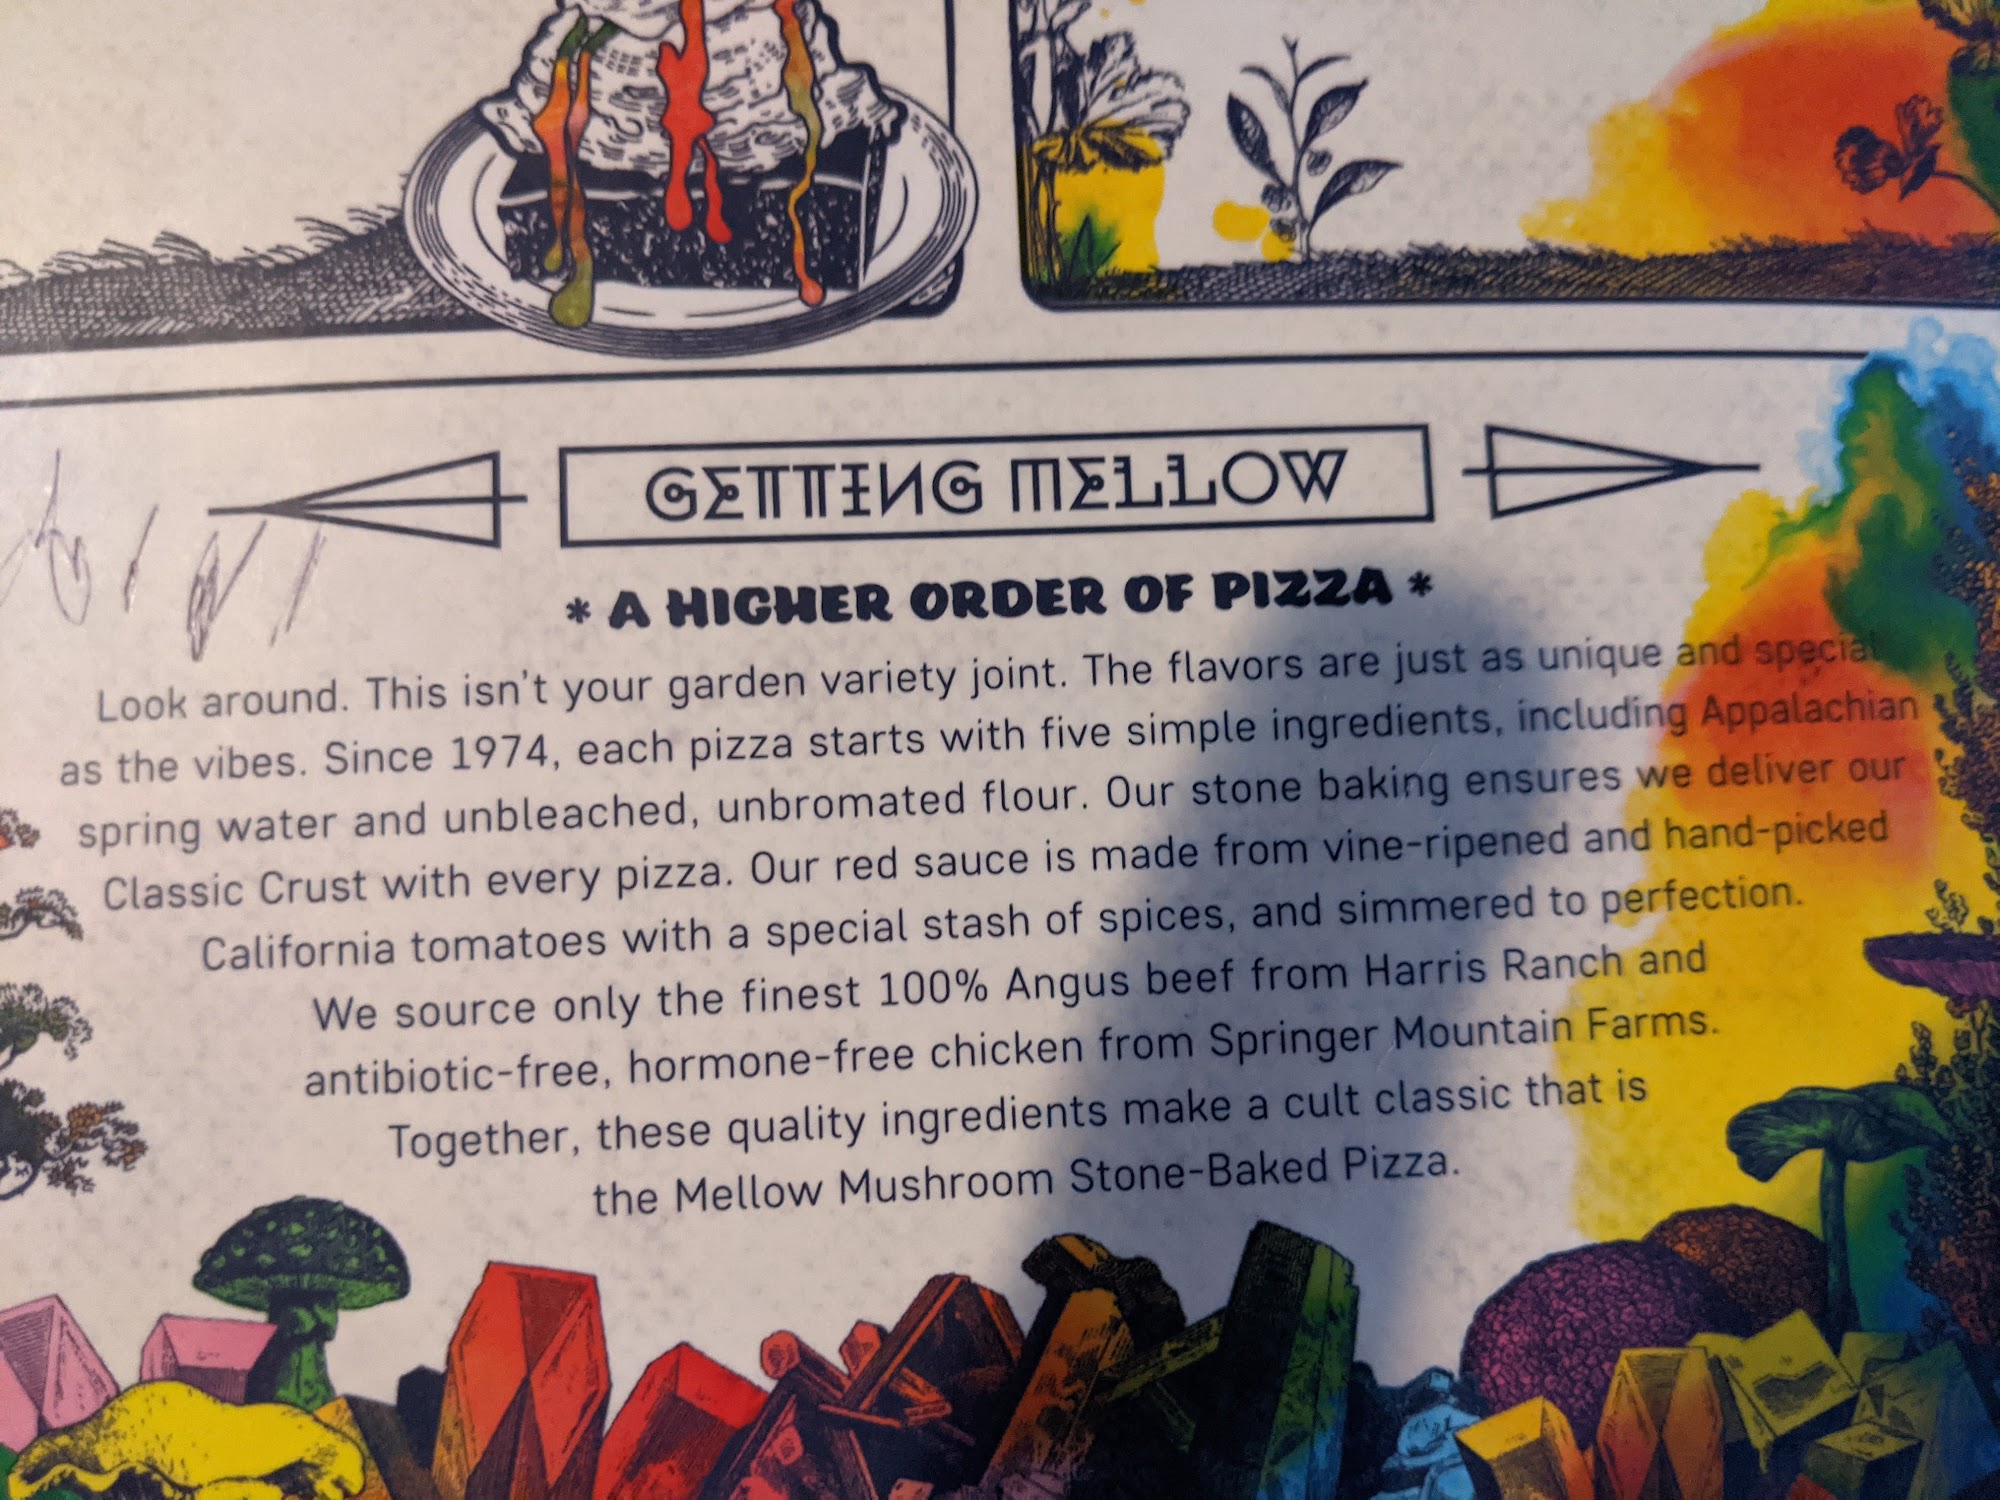 GETTING MELLOW
* A HIGHER ORDER OF PIZZA *
Look around. This isn't your garden variety joint. The flavors are just as unique and special
as the vibes. Since 1974, each pizza starts with five simple ingredients, including Appalachian
spring water and unbleached, unbromated flour. Our stone baking ensures we deliver our
Classic Crust with every pizza. Our red sauce is made from vine-ripened and hand-picked
California tomatoes with a special stash of spices, and simmered to perfection.
We source only the finest 100% Angus beef from Harris Ranch and
antibiotic-free, hormone-free chicken from Springer Mountain Farms.
Together, these quality ingredients make a cult classic that is
the Mellow Mushroom Stone-Baked Pizza.